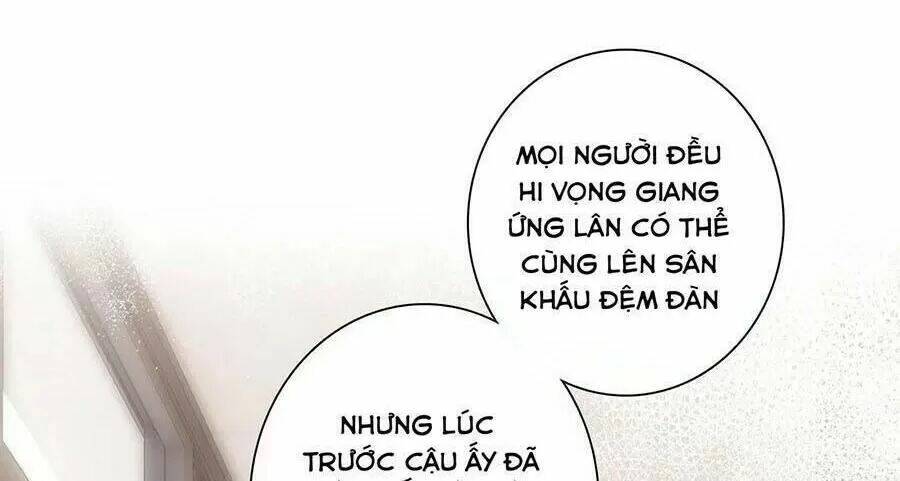 MỌI NGƯỜI ĐỀU
HI VỌNG GIANG
ỨNG LÂN CÓ THỂ
CÙNG LÊN SÂN
KHẤU ĐỆM ĐÀN
NHƯNG LÚC
TRƯỚC CẬU ẤY ĐÃ